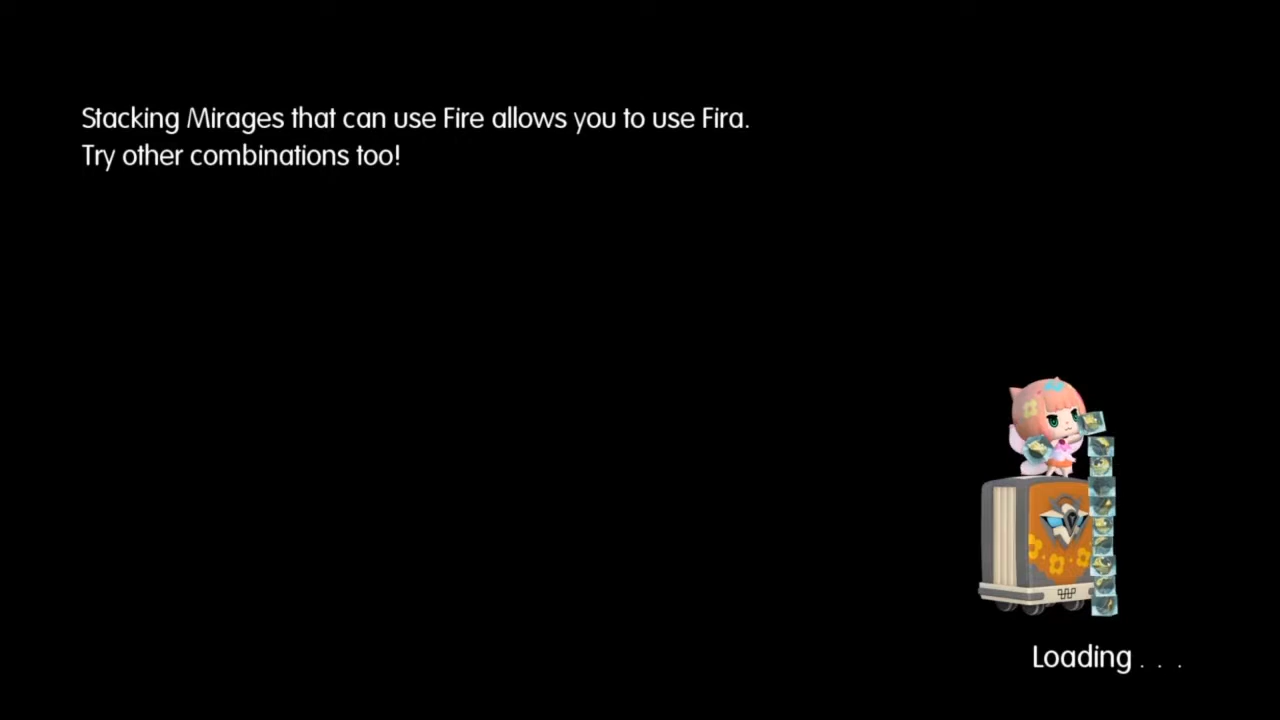 Stacking Mirages that can use Fire allows you to use Fira.
Try other combinations too!
Loading . . .